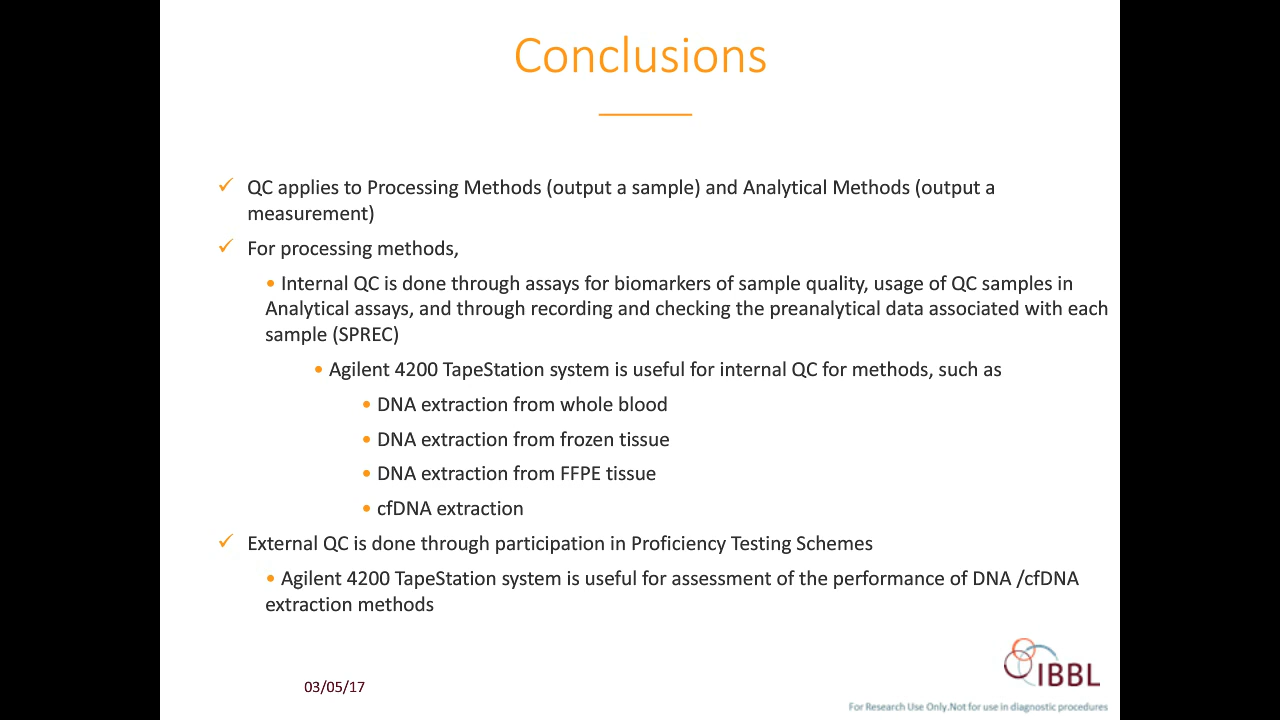 Conclusions
✓ QC applies to Processing Methods (output a sample) and Analytical Methods (output a
measurement)
✓ For processing methods,
• Internal QC is done through assays for biomarkers of sample quality, usage of QC samples in
Analytical assays, and through recording and checking the preanalytical data associated with each
sample (SPREC)
• Agilent 4200 TapeStation system is useful for internal QC for methods, such as
• DNA extraction from whole blood
• DNA extraction from frozen tissue
• DNA extraction from FFPE tissue
• cfDNA extraction
✓ External QC is done through participation in Proficiency Testing Schemes
• Agilent 4200 TapeStation system is useful for assessment of the performance of DNA /cfDNA
extraction methods
IBBL
03/05/17
For Research Use Only.Not for use in diagnostic procedures